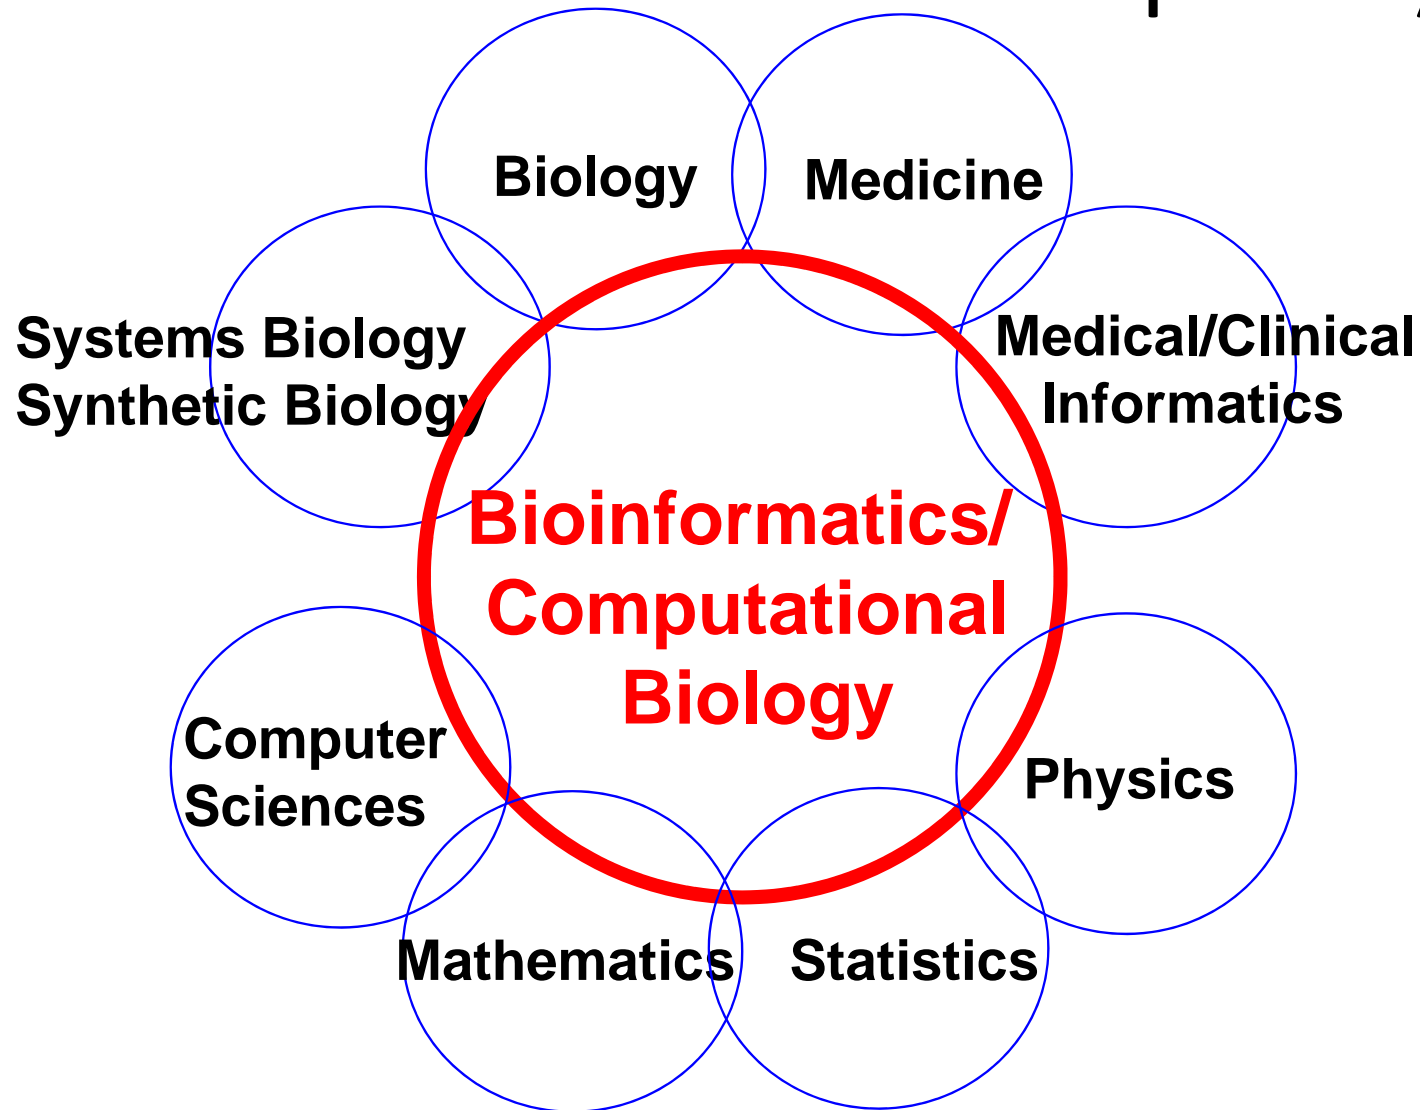 Biology
Medicine
Systems Biology
Synthetic Biology
Medical/Clinical
Informatics
Bioinformatics/
Computational
Biology
Computer
Sciences
Physics
Mathematics
Statistics